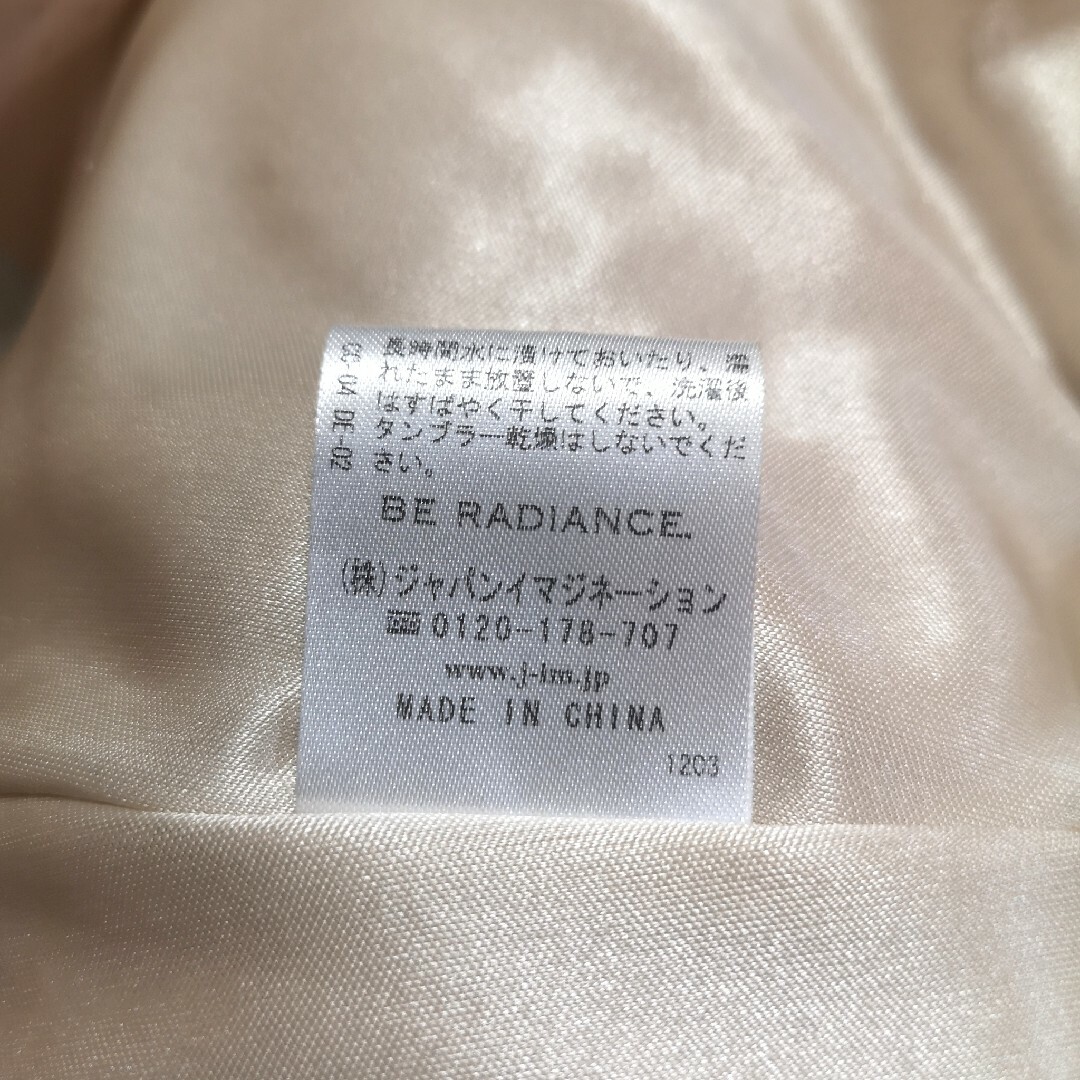 長時間水に漬けておいたり、濡
れたまま放置しないで、洗濯後
はすばやく干してください。
タンブラー乾燥はしないでくだ
さい。
DE-02
BE RADIANCE.
(株)ジャパンイマジネーション
0120-178-707
www.j-im.jp
MADE IN CHINA
1203